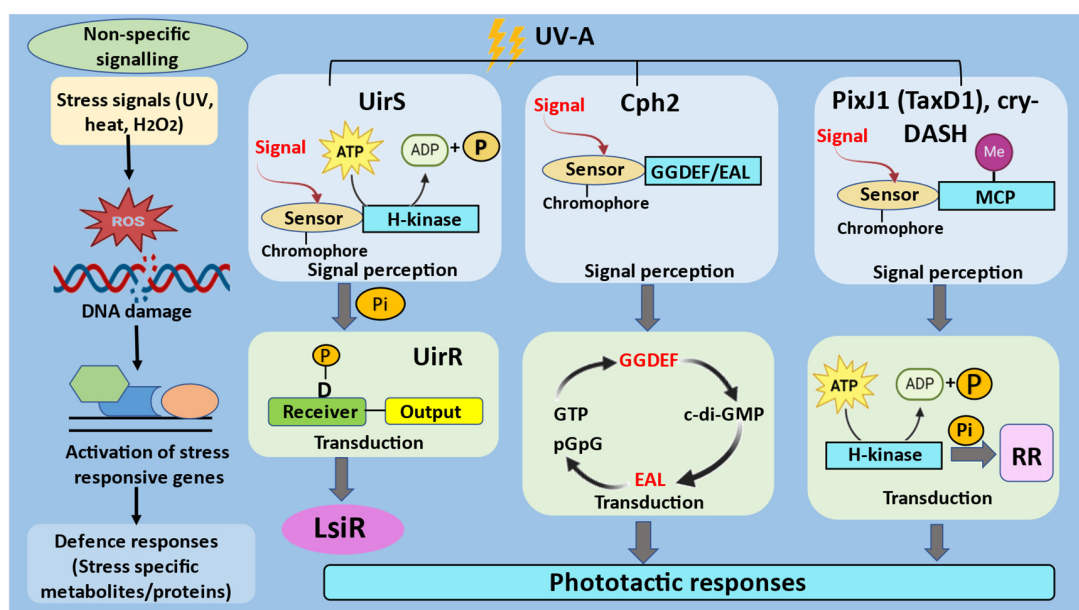 Non-specific
signalling
Stress signals (UV,
heat, H2O2)
ROS
DNA damage
Activation of stress
responsive genes
Defence responses
(Stress specific
metabolites/proteins)
UV-A
UirS
Signal
ATP
ADP + P
Sensor
H-kinase
Chromophore
Signal perception
Pi
UirR
P
D
Receiver
Output
Transduction
LsiR
Cph2
Signal
Sensor
GGDEF/EAL
Chromophore
Signal perception
GGDEF
GTP
c-di-GMP
pGpG
EAL
Transduction
PixJ1 (TaxD1), cry-
DASH
Signal
Me
Sensor
MCP
Chromophore
Signal perception
ATP
ADP + P
Pi
H-kinase
RR
Transduction
Phototactic responses